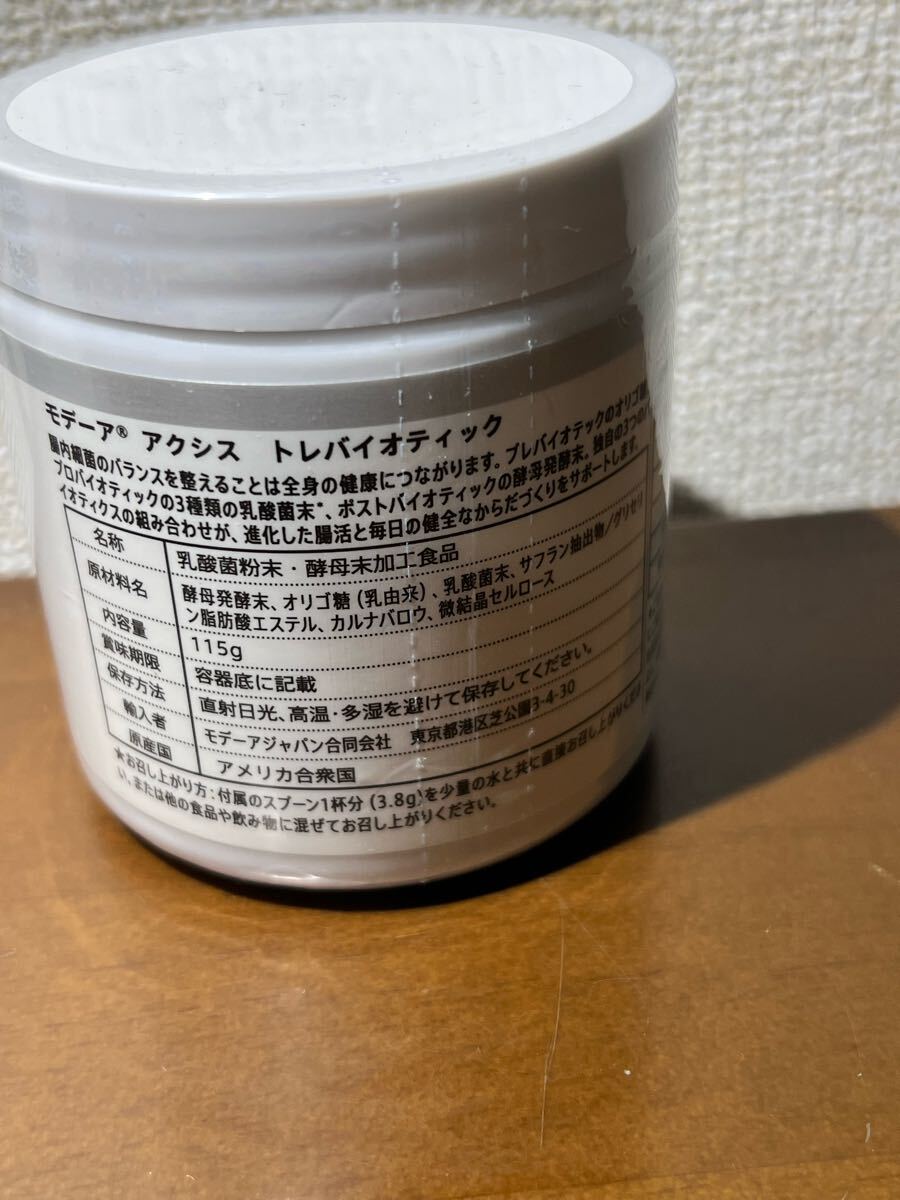 モデーア® アクシス トレバイオティック
腸内細菌のバランスを整えることは全身の健康につながります。プレバイオテックのオリゴ糖、
プロバイオティックの3種類の乳酸菌末*、ポストバイオティックの酵母発酵末。独自の3つのバ
イオティクスの組み合わせが、進化した腸活と毎日の健全なからだづくりをサポートします。
名称 乳酸菌粉末・酵母末加工食品
原材料名 酵母発酵末、オリゴ糖（乳由来）、乳酸菌末、サフラン抽出物／グリセリ
ン脂肪酸エステル、カルナバロウ、微結晶セルロース
内容量 115g
賞味期限 容器底に記載
保存方法 直射日光、高温・多湿を避けて保存してください。
輸入者 モデーアジャパン合同会社 東京都港区芝公園3-4-30
原産国 アメリカ合衆国
★お召し上がり方：付属のスプーン1杯分（3.8g）を少量の水と共に直接お召し上がりくださ
い、または他の食品や飲み物に混ぜてお召し上がりください。